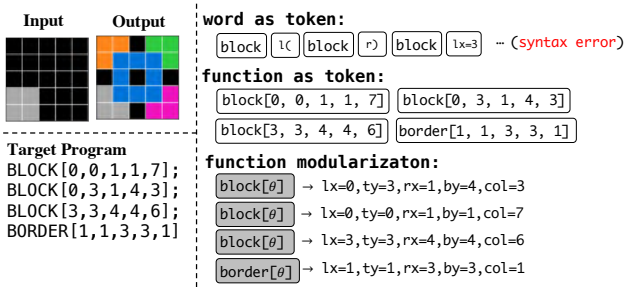 Input Output
Target Program
BLOCK[0,0,1,1,7];
BLOCK[0,3,1,4,3];
BLOCK[3,3,4,4,6];
BORDER[1,1,3,3,1]
word as token:
block l( block r) block lx=3 … (syntax error)
function as token:
block[0, 0, 1, 1, 7] block[0, 3, 1, 4, 3]
block[3, 3, 4, 4, 6] border[1, 1, 3, 3, 1]
function modularizaton:
block[θ] → lx=0,ty=3,rx=1,by=4,col=3
block[θ] → lx=0,ty=0,rx=1,by=1,col=7
block[θ] → lx=3,ty=3,rx=4,by=4,col=6
border[θ] → lx=1,ty=1,rx=3,by=3,col=1